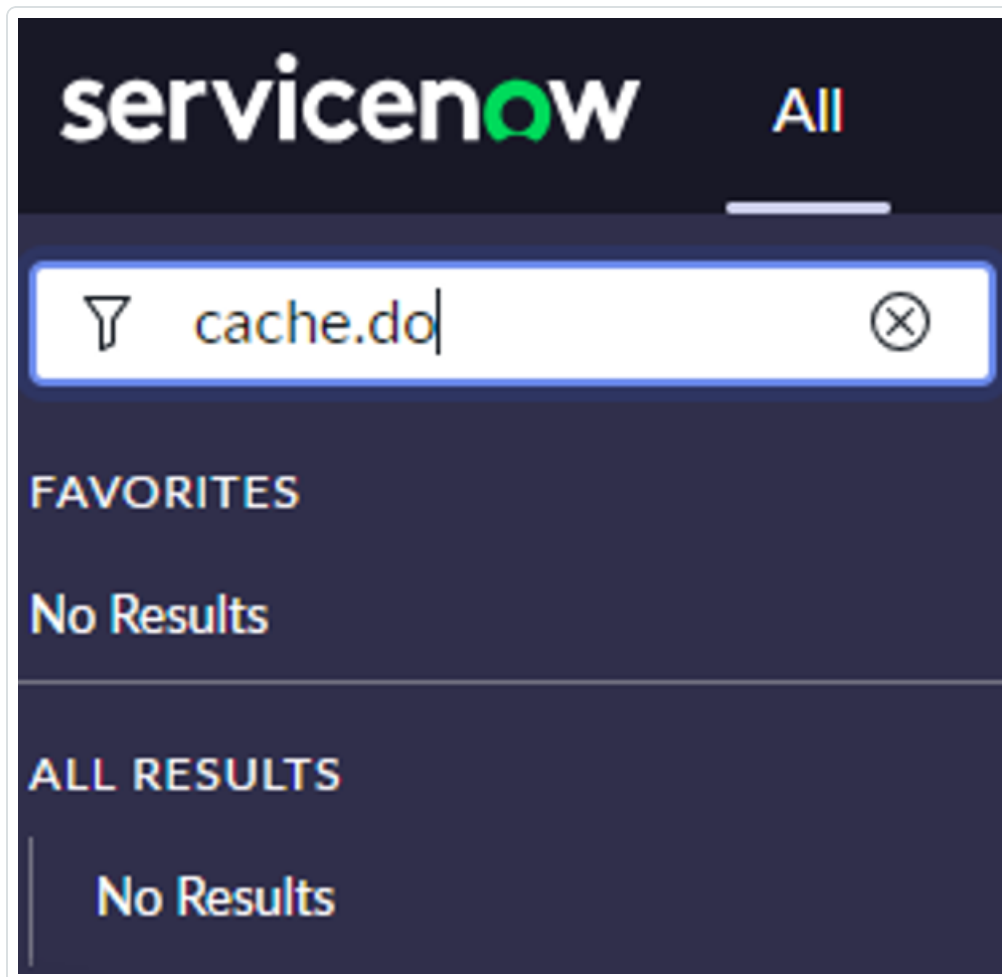 servicenow All
cache.do
FAVORITES
No Results
ALL RESULTS
No Results